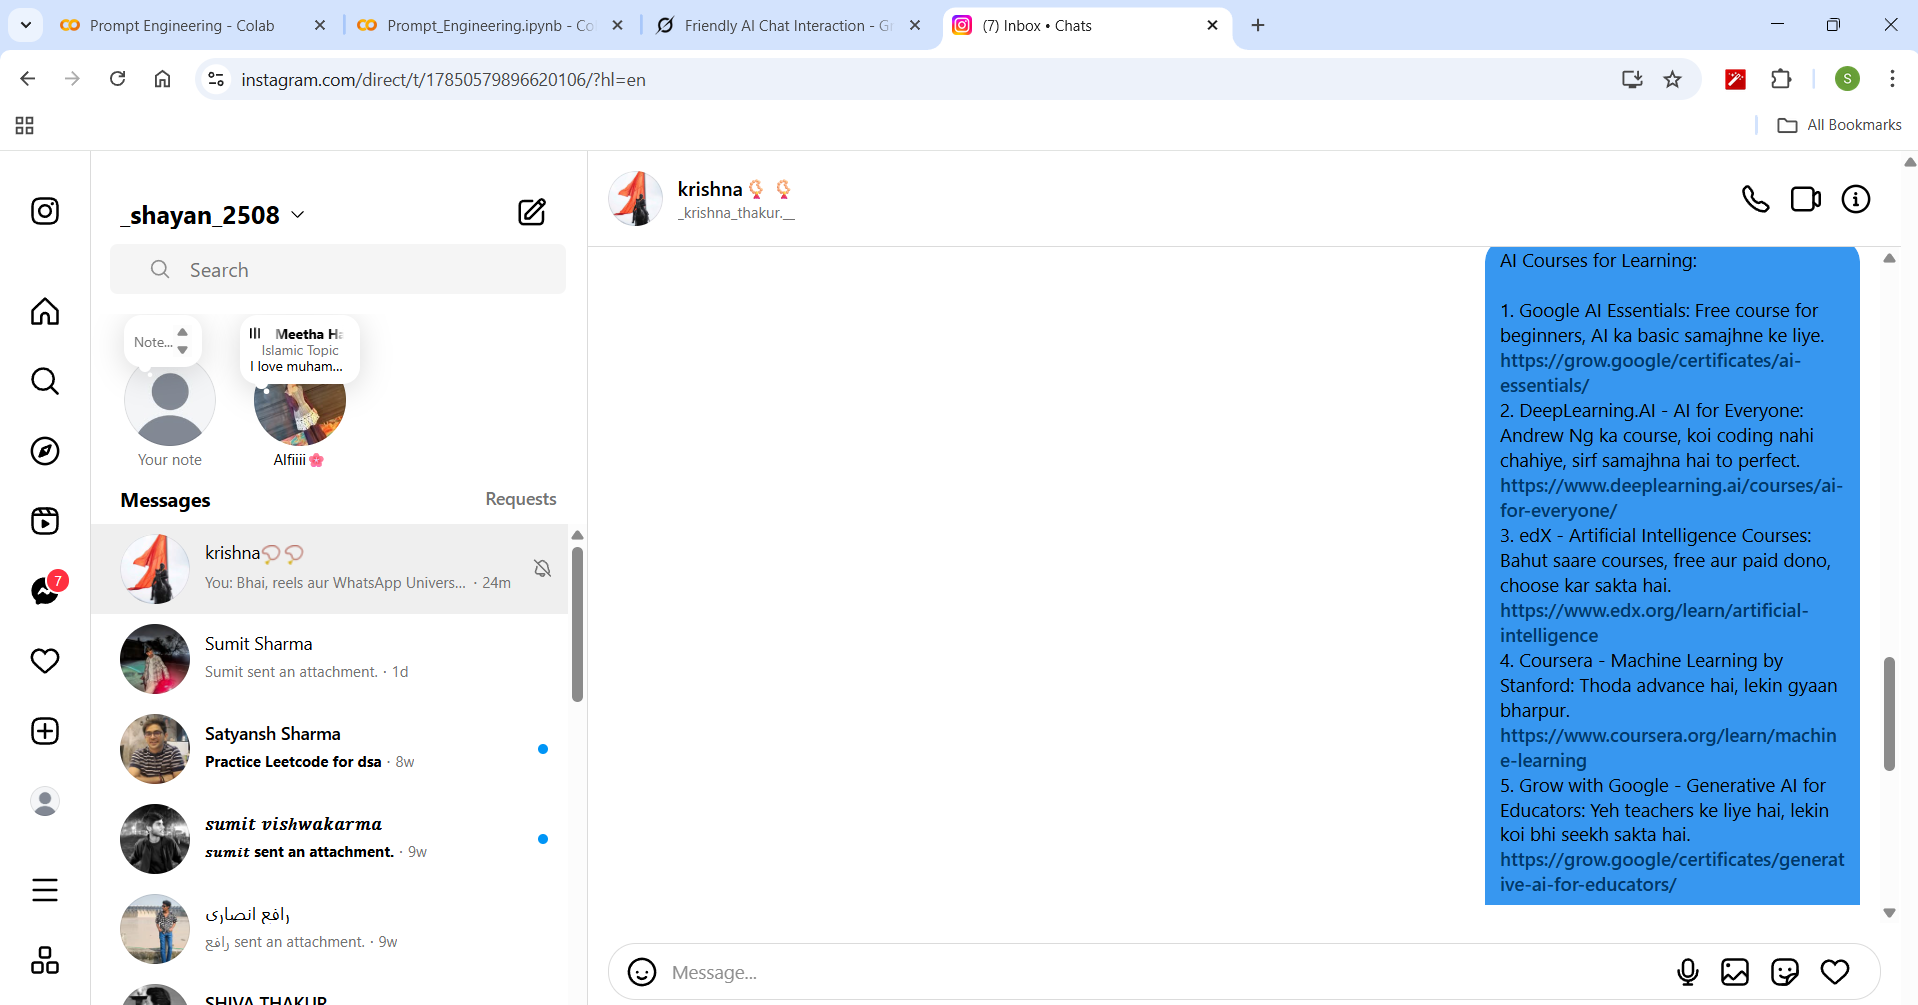 Prompt Engineering - Colab
Prompt_Engineering.ipynb - Co
Friendly AI Chat Interaction - Gr
(7) Inbox • Chats
instagram.com/direct/t/17850579896620106/?hl=en
S
All Bookmarks
_shayan_2508
Search
Note...
Meetha Ha
Islamic Topic
I love muham...
Your note
Alfiiii🌸
Messages
Requests
krishna
You: Bhai, reels aur WhatsApp Univers... · 24m
7
Sumit Sharma
Sumit sent an attachment. · 1d
Satyansh Sharma
Practice Leetcode for dsa · 8w
𝒔𝒖𝒎𝒊𝒕 𝒗𝒊𝒔𝒉𝒘𝒂𝒌𝒂𝒓𝒎𝒂
𝒔𝒖𝒎𝒊𝒕 sent an attachment. · 9w
رافع انصاری
رافع sent an attachment. · 9w
SHIVA THAKUR
krishna
_krishna_thakur.__
AI Courses for Learning:
1. Google AI Essentials: Free course for
beginners, AI ka basic samajhne ke liye.
https://grow.google/certificates/ai-
essentials/
2. DeepLearning.AI - AI for Everyone:
Andrew Ng ka course, koi coding nahi
chahiye, sirf samajhna hai to perfect.
https://www.deeplearning.ai/courses/ai-
for-everyone/
3. edX - Artificial Intelligence Courses:
Bahut saare courses, free aur paid dono,
choose kar sakta hai.
https://www.edx.org/learn/artificial-
intelligence
4. Coursera - Machine Learning by
Stanford: Thoda advance hai, lekin gyaan
bharpur.
https://www.coursera.org/learn/machin
e-learning
5. Grow with Google - Generative AI for
Educators: Yeh teachers ke liye hai, lekin
koi bhi seekh sakta hai.
https://grow.google/certificates/generat
ive-ai-for-educators/
Message...